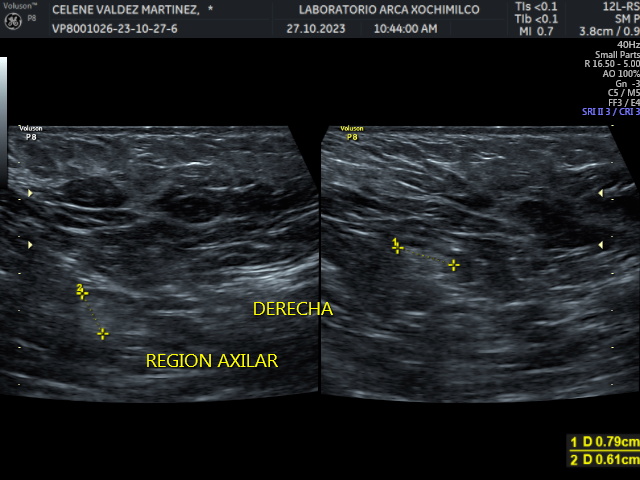 Voluson™
P8
CELENE VALDEZ MARTINEZ, *
LABORATORIO ARCA XOCHIMILCO
TIs <0.1
TIb <0.1
MI 0.7
12L-RS
SM P
3.8cm / 0.9
VP8001026-23-10-27-6
27.10.2023
10:44:00 AM
40Hz
Small Parts
R 16.50 - 5.00
AO 100%
Gn -3
C5 / M5
FF3 / E4
SRI II 3 / CRI 3
Voluson
P8
Voluson
P8
1
2
DERECHA
REGION AXILAR
1 D 0.79cm
2 D 0.61cm